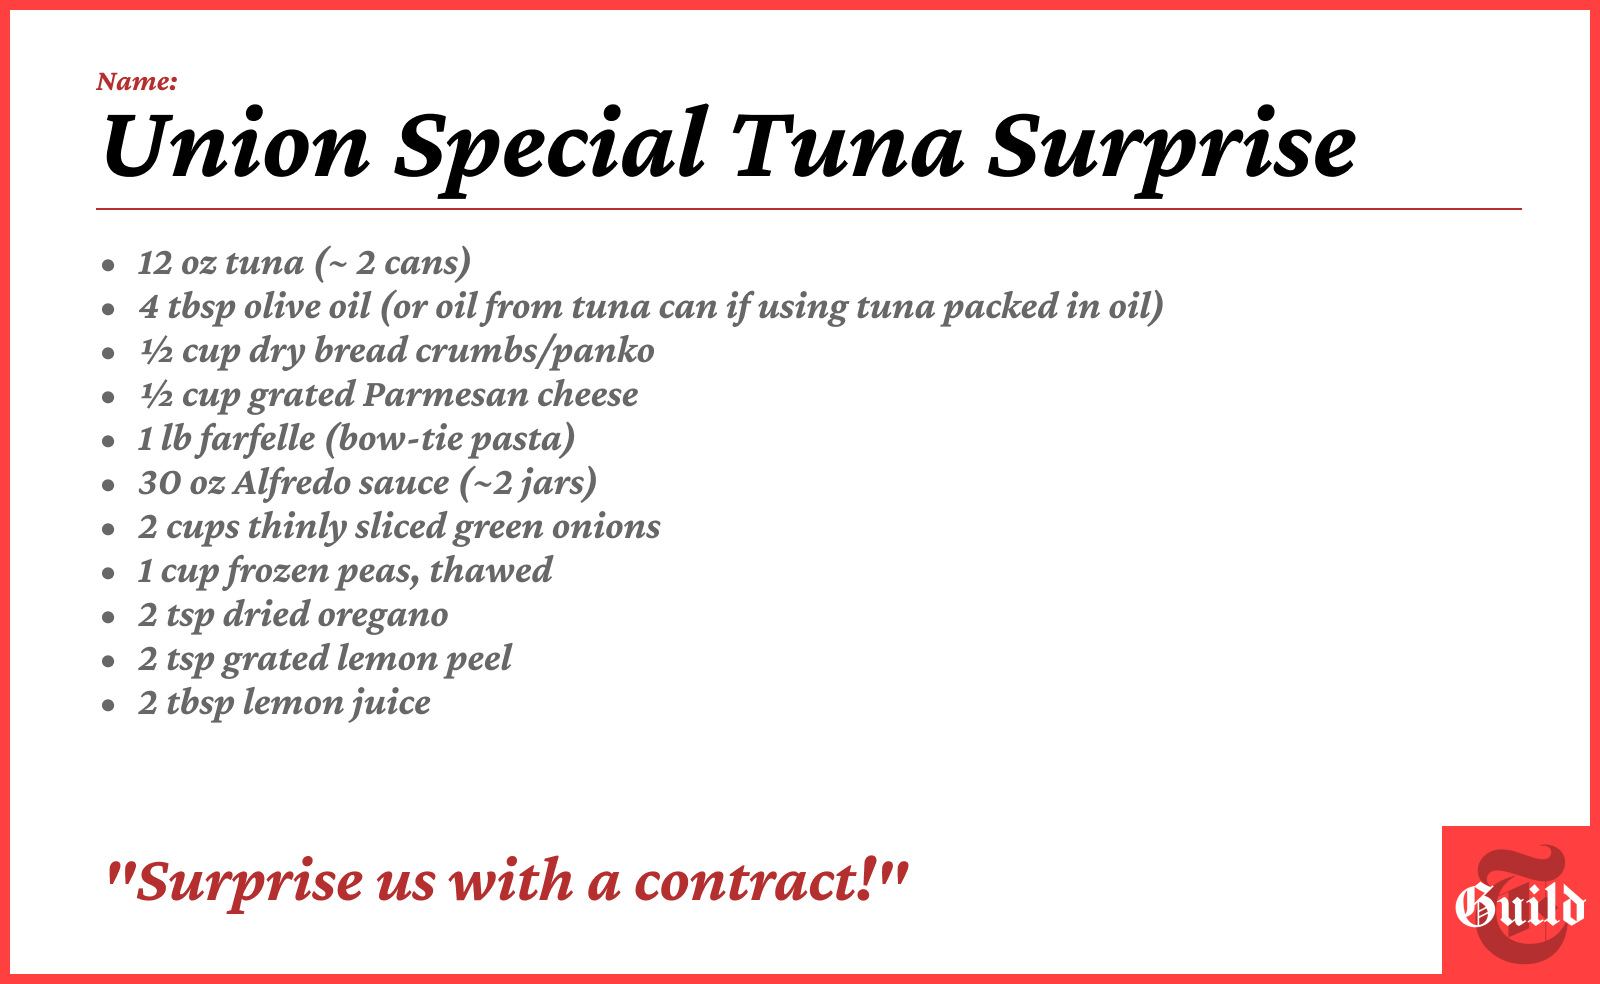 Name:
Union Special Tuna Surprise
• 12 oz tuna (~ 2 cans)
• 4 tbsp olive oil (or oil from tuna can if using tuna packed in oil)
• ½ cup dry bread crumbs/panko
• ½ cup grated Parmesan cheese
• 1 lb farfelle (bow-tie pasta)
• 30 oz Alfredo sauce (~2 jars)
• 2 cups thinly sliced green onions
• 1 cup frozen peas, thawed
• 2 tsp dried oregano
• 2 tsp grated lemon peel
• 2 tbsp lemon juice
"Surprise us with a contract!"
T
Guild